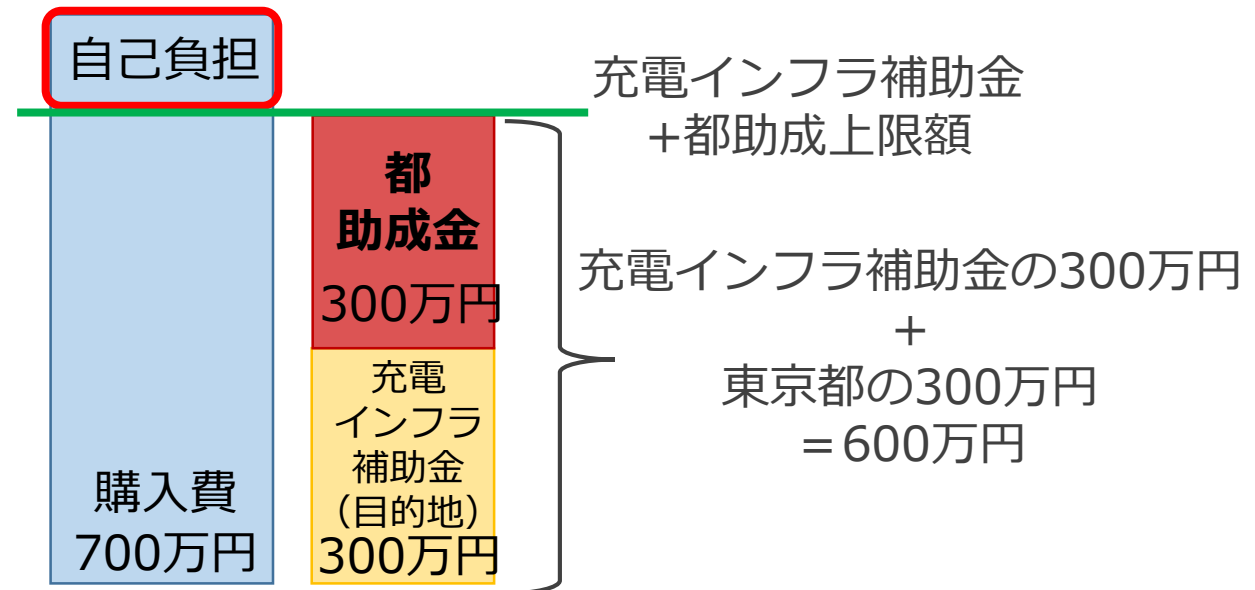 自己負担
充電インフラ補助金
+都助成上限額
都
助成金
300万円
充電インフラ補助金の300万円
+
東京都の300万円
=600万円
充電
インフラ
補助金
(目的地)
300万円
購入費
700万円